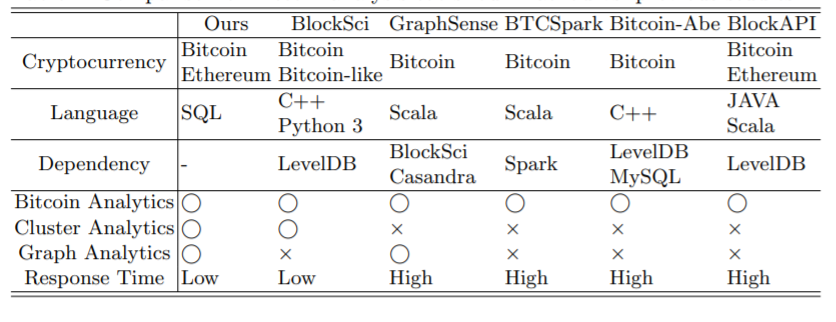 Ours BlockSci GraphSense BTCSpark Bitcoin-Abe BlockAPI
Cryptocurrency Bitcoin Ethereum Bitcoin Bitcoin-like Bitcoin Bitcoin Bitcoin Bitcoin Ethereum
Language SQL C++ Python 3 Scala Scala C++ JAVA Scala
Dependency - LevelDB BlockSci Casandra Spark LevelDB MySQL LevelDB
Bitcoin Analytics ○ ○ ○ ○ ○ ○
Cluster Analytics ○ ○ × × × ×
Graph Analytics ○ × ○ × × ×
Response Time Low Low High High High High